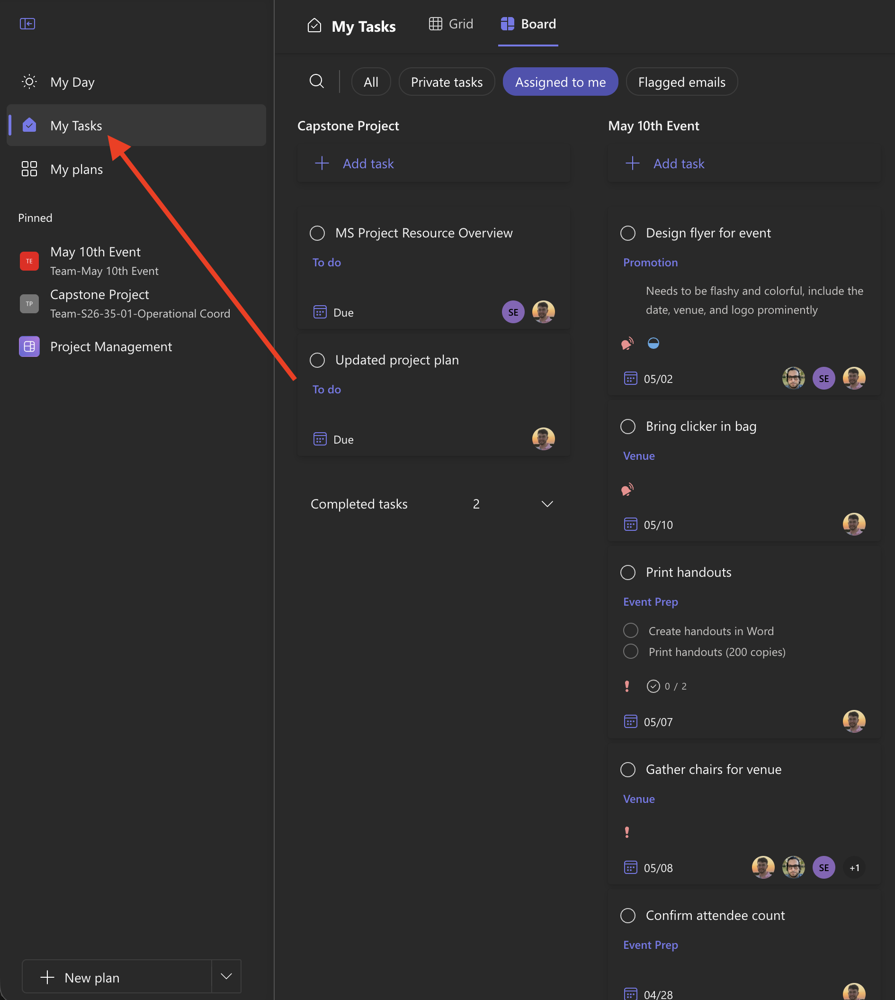 My Day
My Tasks
My plans
Pinned
TE
May 10th Event
Team-May 10th Event
TP
Capstone Project
Team-S26-35-01-Operational Coord
Project Management
New plan
My Tasks
Grid
Board
All
Private tasks
Assigned to me
Flagged emails
Capstone Project
Add task
MS Project Resource Overview
To do
Due
SE
Updated project plan
To do
Due
Completed tasks 2
May 10th Event
Add task
Design flyer for event
Promotion
Needs to be flashy and colorful, include the
date, venue, and logo prominently
05/02
SE
Bring clicker in bag
Venue
05/10
Print handouts
Event Prep
Create handouts in Word
Print handouts (200 copies)
0 / 2
05/07
Gather chairs for venue
Venue
05/08
SE
+1
Confirm attendee count
Event Prep
04/28